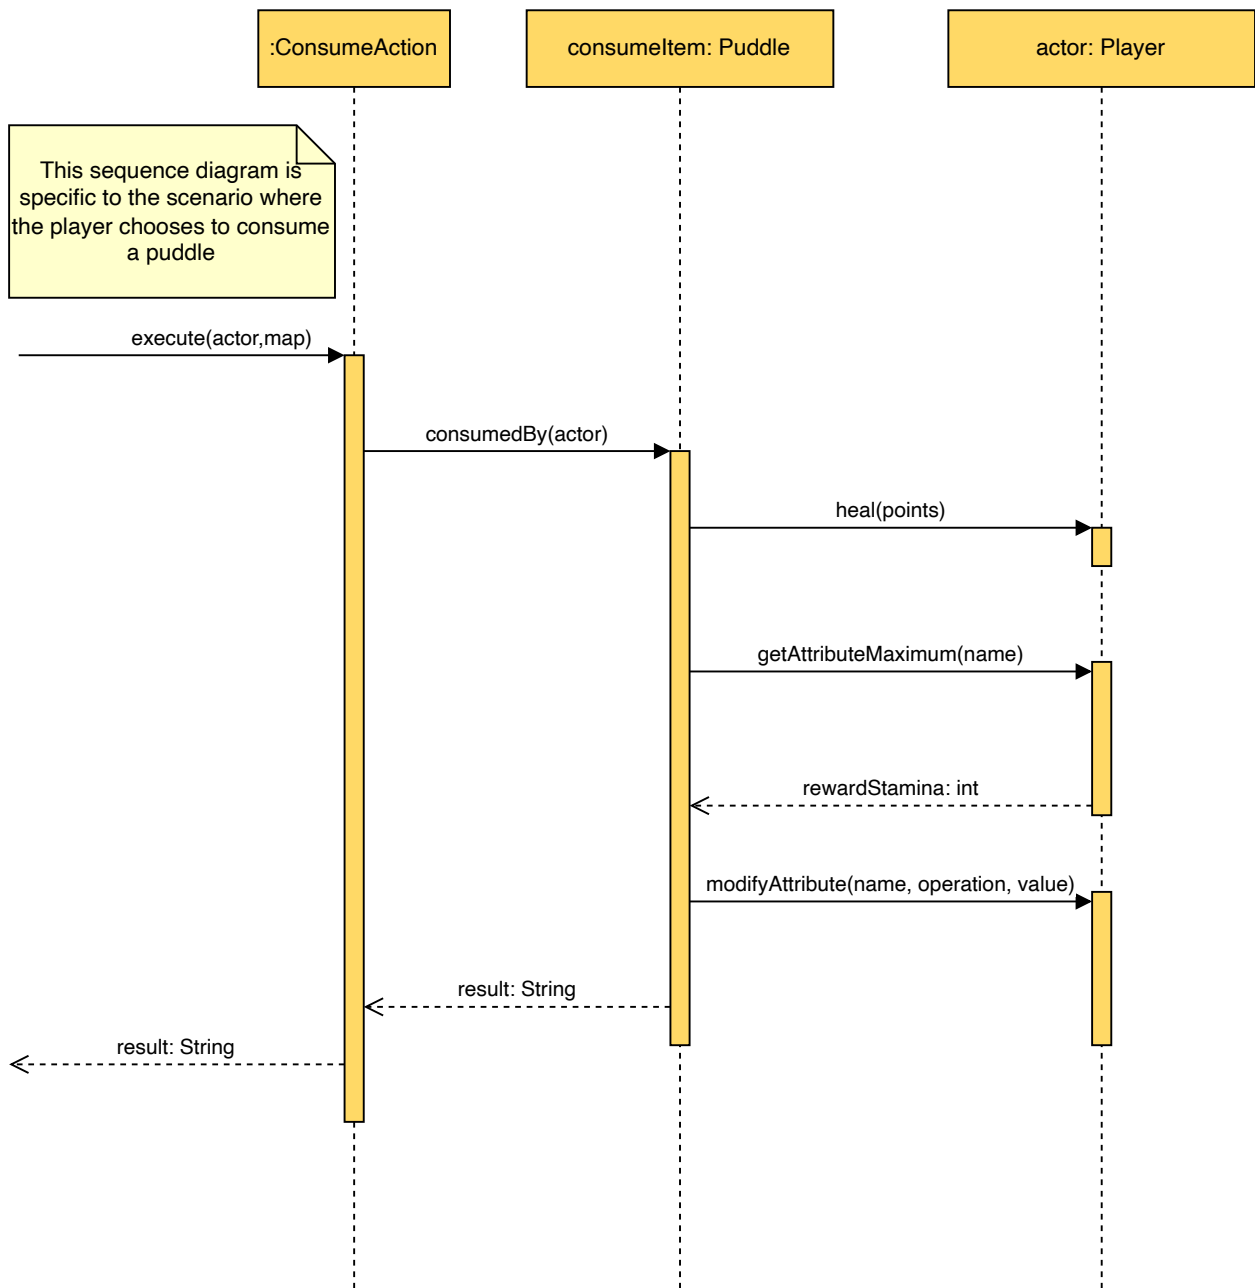 :ConsumeAction
consumeItem: Puddle
actor: Player
This sequence diagram is
specific to the scenario where
the player chooses to consume
a puddle
execute(actor,map)
consumedBy(actor)
heal(points)
getAttributeMaximum(name)
rewardStamina: int
modifyAttribute(name, operation, value)
result: String
result: String